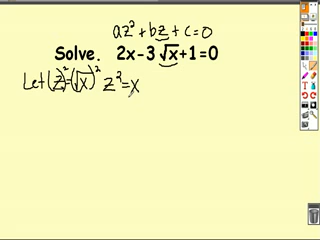 az² + bz + c = 0
Solve. 2x-3√x+1=0
Let (z)² = (√x)² z² = x